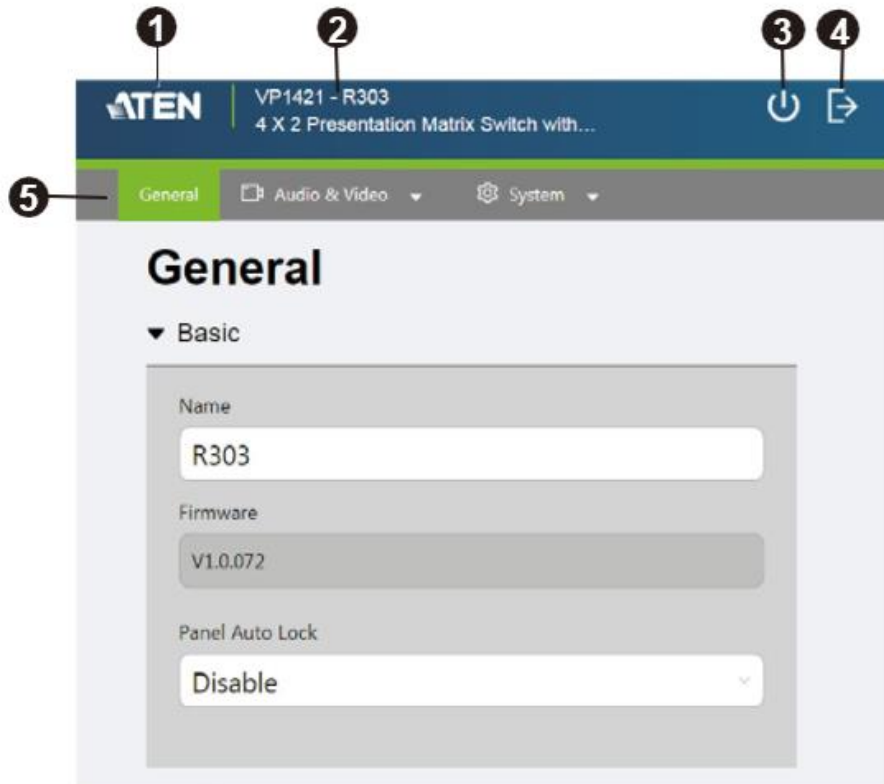 1
2
3
4
ATEN
VP1421 - R303
4 X 2 Presentation Matrix Switch with...
5
General
Audio & Video
System
General
Basic
Name
R303
Firmware
V1.0.072
Panel Auto Lock
Disable